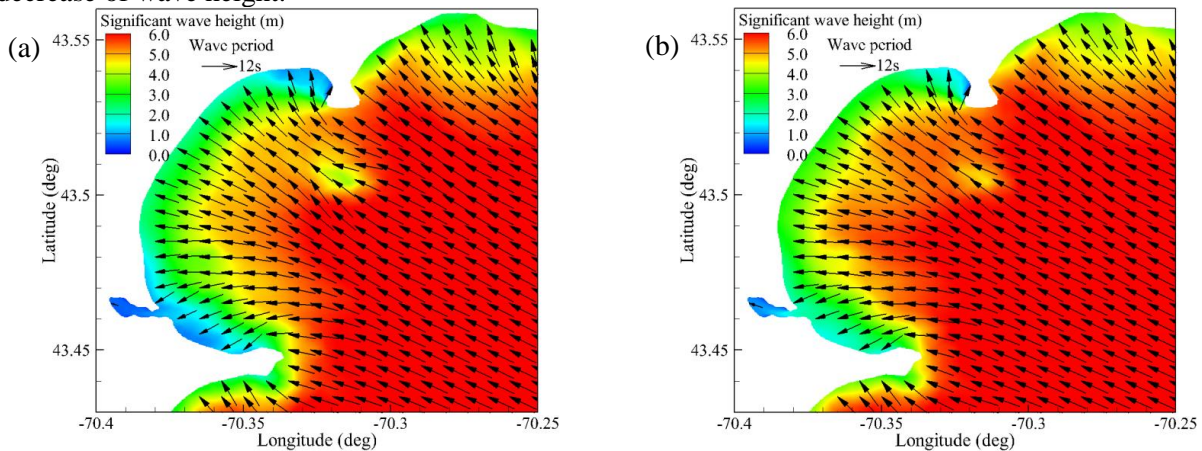 decrease of wave height.
(a)
Significant wave height (m)
6.0
5.0
4.0
3.0
2.0
1.0
0.0
Wave period
12s
43.55
43.5
43.45
Latitude (deg)
-70.4
-70.35
-70.3
-70.25
Longitude (deg)
(b)
Significant wave height (m)
6.0
5.0
4.0
3.0
2.0
1.0
0.0
Wave period
12s
43.55
43.5
43.45
Latitude (deg)
-70.4
-70.35
-70.3
-70.25
Longitude (deg)